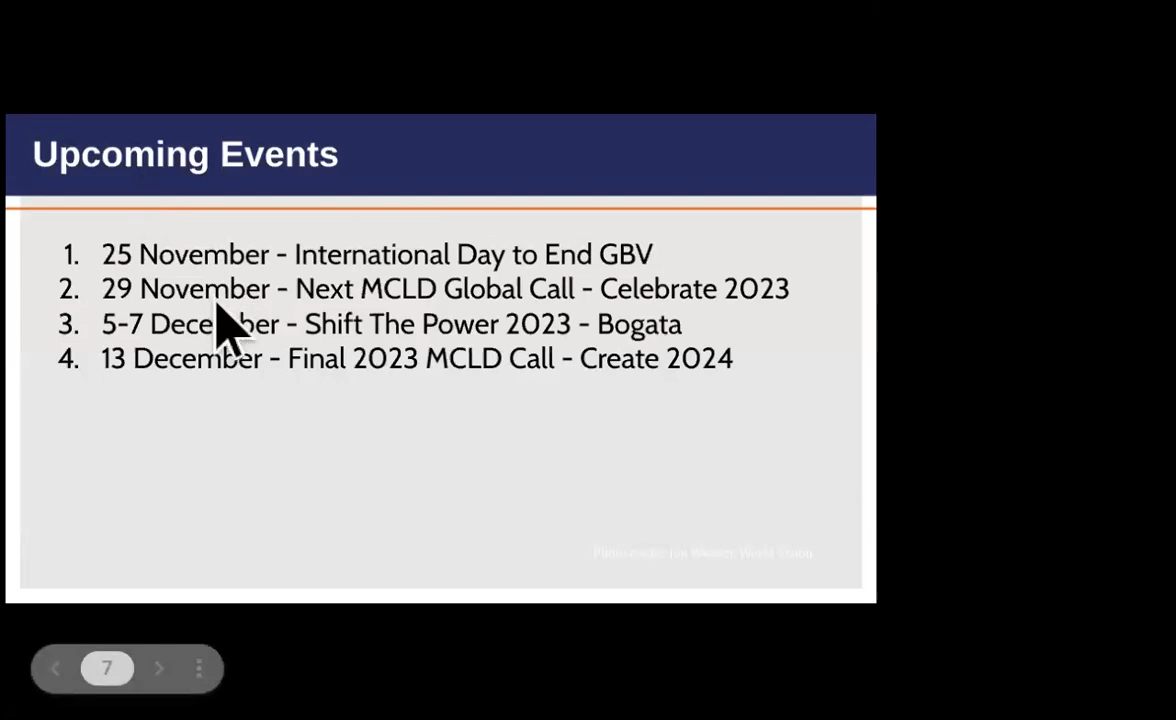 Upcoming Events
1. 25 November - International Day to End GBV
2. 29 November - Next MCLD Global Call - Celebrate 2023
3. 5-7 December - Shift The Power 2023 - Bogata
4. 13 December - Final 2023 MCLD Call - Create 2024
World Vision
7